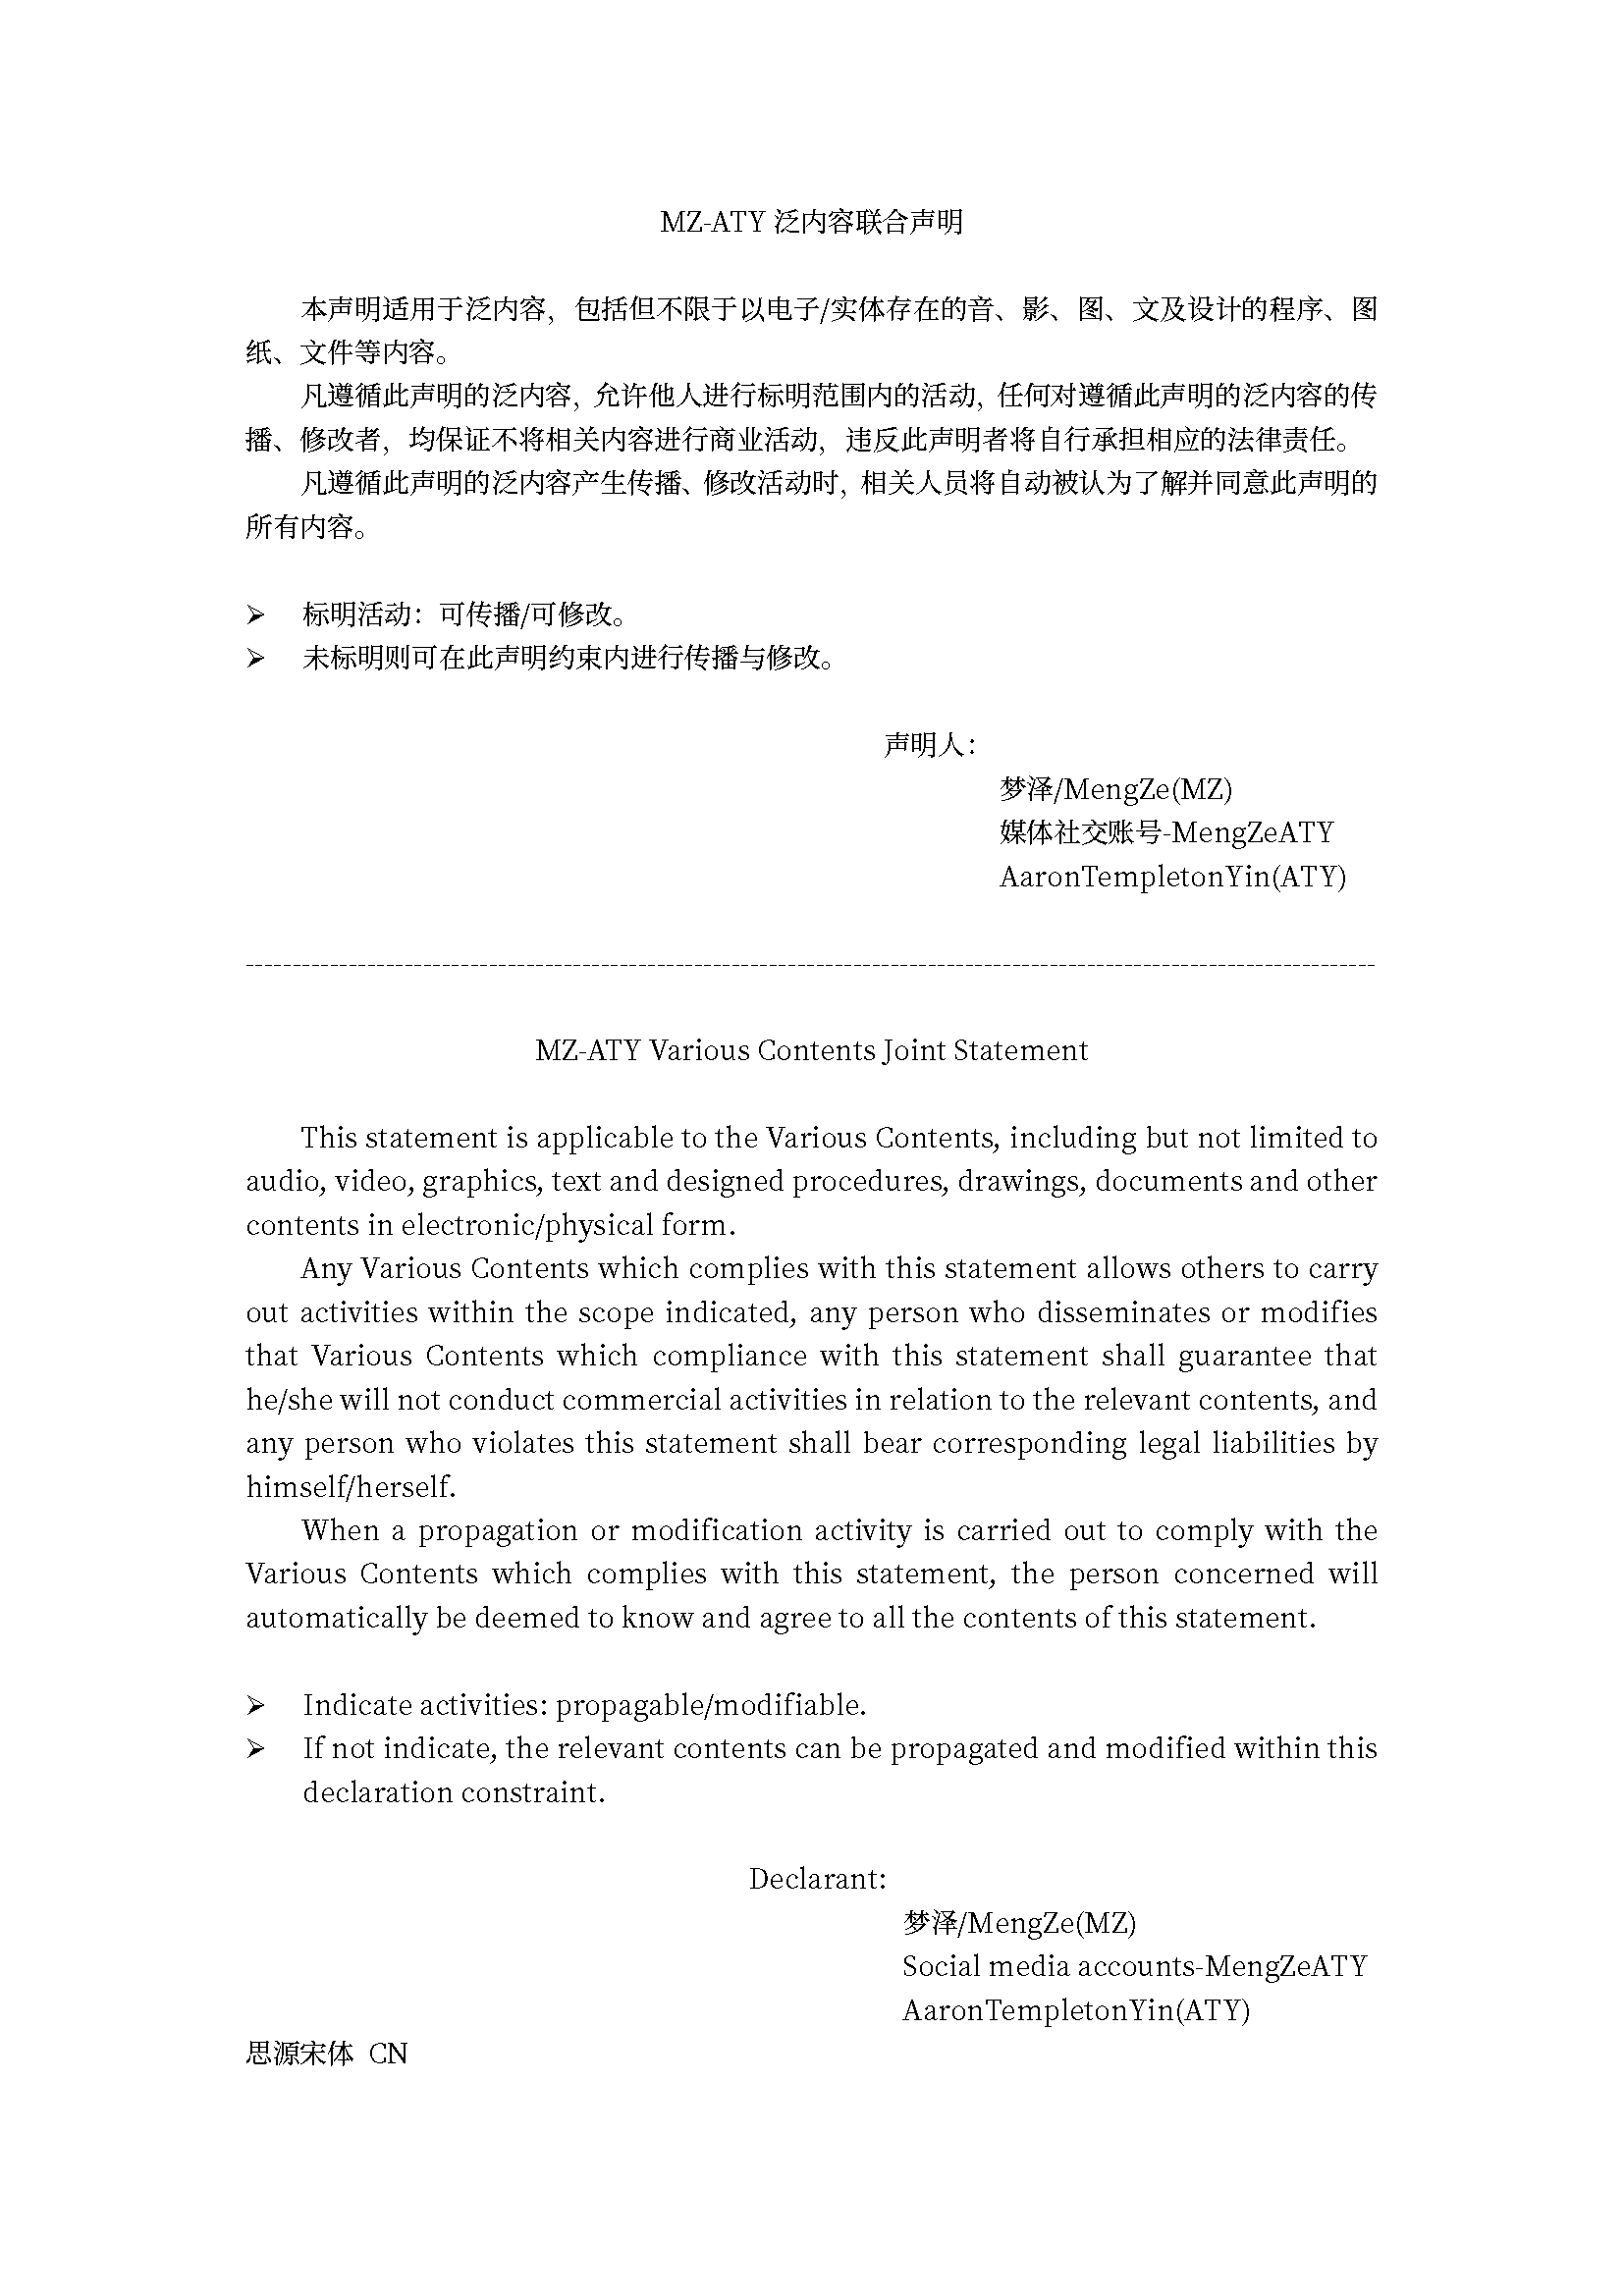 MZ-ATY 泛内容联合声明
本声明适用于泛内容，包括但不限于以电子/实体存在的音、影、图、文及设计的程序、图
纸、文件等内容。
凡遵循此声明的泛内容，允许他人进行标明范围内的活动，任何对遵循此声明的泛内容的传
播、修改者，均保证不将相关内容进行商业活动，违反此声明者将自行承担相应的法律责任。
凡遵循此声明的泛内容产生传播、修改活动时，相关人员将自动被认为了解并同意此声明的
所有内容。
➢ 标明活动：可传播/可修改。
➢ 未标明则可在此声明约束内进行传播与修改。
声明人：
梦泽/MengZe(MZ)
媒体社交账号-MengZeATY
AaronTempletonYin(ATY)
MZ-ATY Various Contents Joint Statement
This statement is applicable to the Various Contents, including but not limited to
audio, video, graphics, text and designed procedures, drawings, documents and other
contents in electronic/physical form.
Any Various Contents which complies with this statement allows others to carry
out activities within the scope indicated, any person who disseminates or modifies
that Various Contents which compliance with this statement shall guarantee that
he/she will not conduct commercial activities in relation to the relevant contents, and
any person who violates this statement shall bear corresponding legal liabilities by
himself/herself.
When a propagation or modification activity is carried out to comply with the
Various Contents which complies with this statement, the person concerned will
automatically be deemed to know and agree to all the contents of this statement.
➢ Indicate activities: propagable/modifiable.
➢ If not indicate, the relevant contents can be propagated and modified within this
declaration constraint.
Declarant:
梦泽/MengZe(MZ)
Social media accounts-MengZeATY
AaronTempletonYin(ATY)
思源宋体 CN